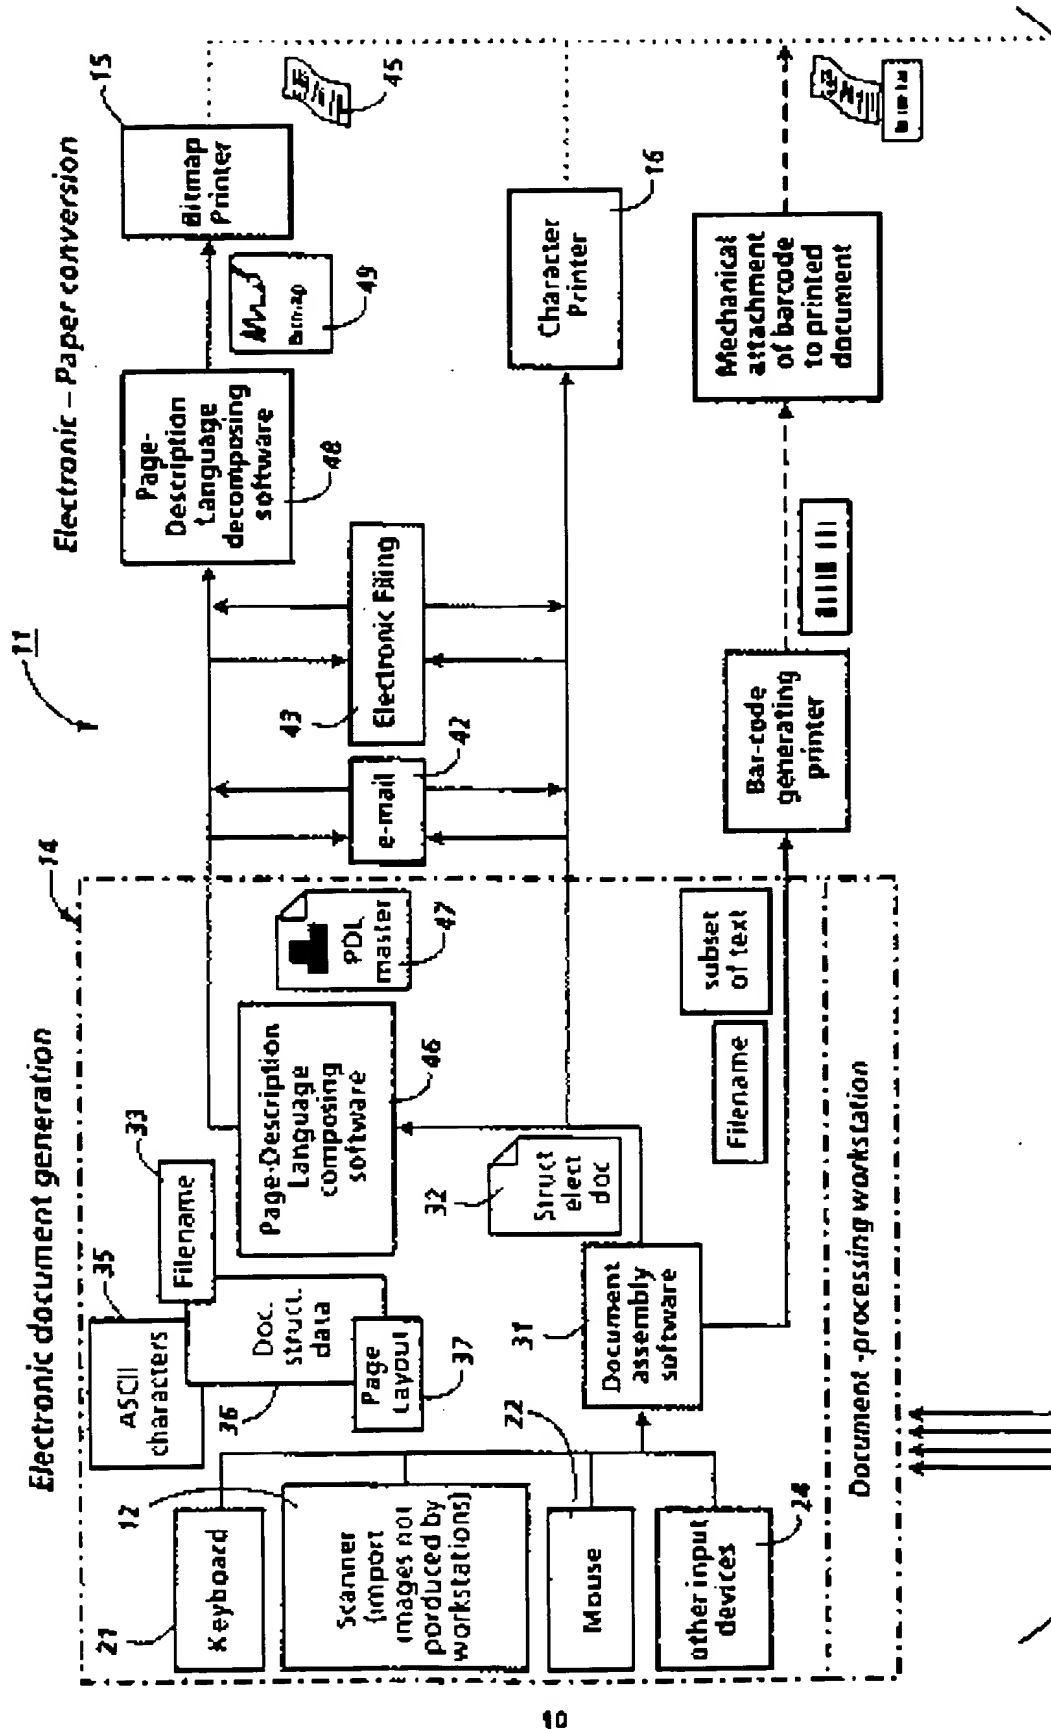 11
Electronic document generation
14
Electronic – Paper conversion
ASCII
characters
35
Filename
33
Doc.
struct.
data
36
Page
Layout
37
21
Keyboard
12
Scanner
(import
images not
porduced by
workstations)
22
Mouse
other input
devices
24
Document
assembly
software
31
32
Struct
elect
doc
Page-Description
Language
composing
software
46
PDL
master
47
e-mail
42
43
Electronic Filing
Page-
Description
Language
decomposing
software
48
Bitmap
49
Bitmap
Printer
15
45
Character
Printer
16
Filename
subset
of text
Bar-code
generating
printer
Mechanical
attachment
of barcode
to printed
document
Document -processing workstation
10